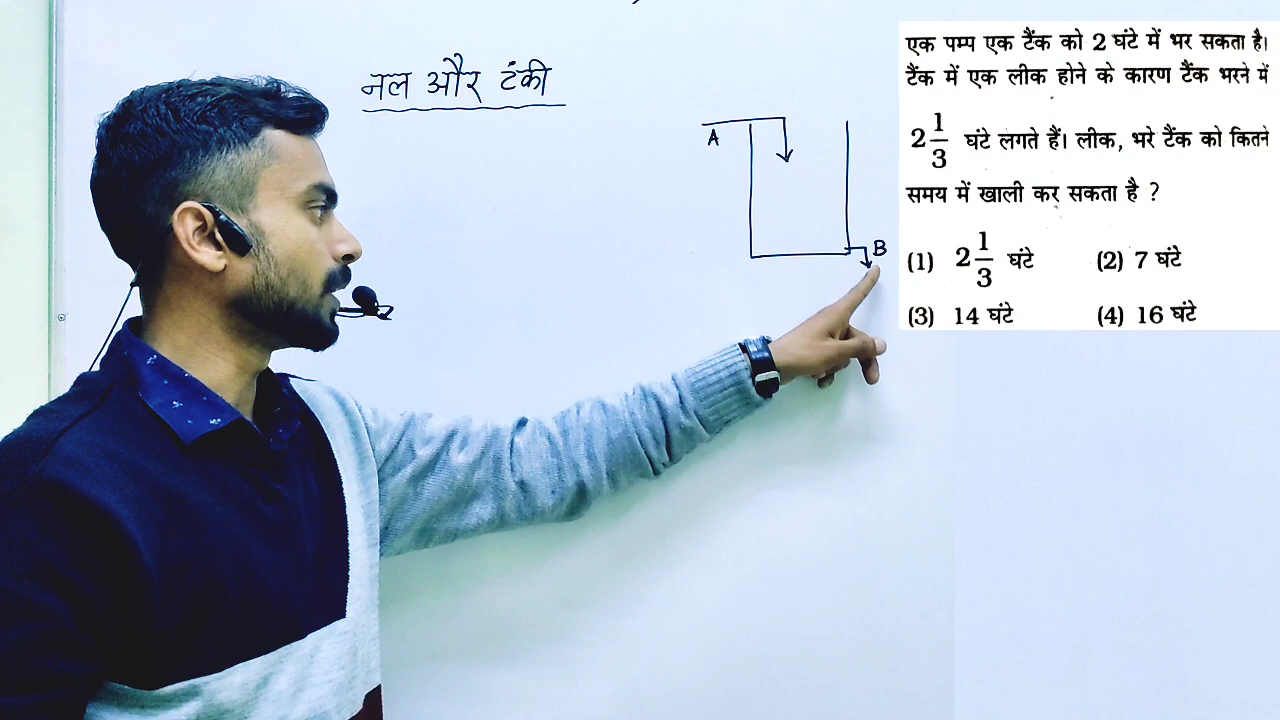 नल और टंकी
A
B
एक पम्प एक टैंक को 2 घंटे में भर सकता है।
टैंक में एक लीक होने के कारण टैंक भरने में
2 1/3 घंटे लगते हैं। लीक, भरे टैंक को कितने
समय में खाली कर सकता है ?
(1) 2 1/3 घंटे (2) 7 घंटे
(3) 14 घंटे (4) 16 घंटे